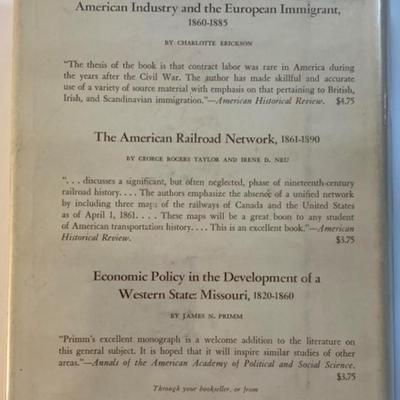 American Industry and the European Immigrant,
1860-1885
BY CHARLOTTE ERICKSON
"The thesis of the book is that contract labor was rare in America during
the years after the Civil War. The author has made skillful and accurate
use of a variety of source material with emphasis on that pertaining to British,
Irish, and Scandinavian immigration."—American Historical Review. $4.75
The American Railroad Network, 1861-1890
BY GEORGE ROGERS TAYLOR AND IRENE D. NEU
". . . discusses a significant, but often neglected, phase of nineteenth-century
railroad history. . . . The authors emphasize the absence of a unified network
by including three maps of the railways of Canada and the United States
as of April 1, 1861. . . . These maps will be a great boon to any student
of American transportation history. . . . This is an excellent book."—American
Historical Review. $3.75
Economic Policy in the Development of a
Western State: Missouri, 1820-1860
BY JAMES N. PRIMM
"Primm's excellent monograph is a welcome addition to the literature on
this general subject. It is hoped that it will inspire similar studies of other
areas."—Annals of the American Academy of Political and Social Science.
$3.75
Through your bookseller, or from